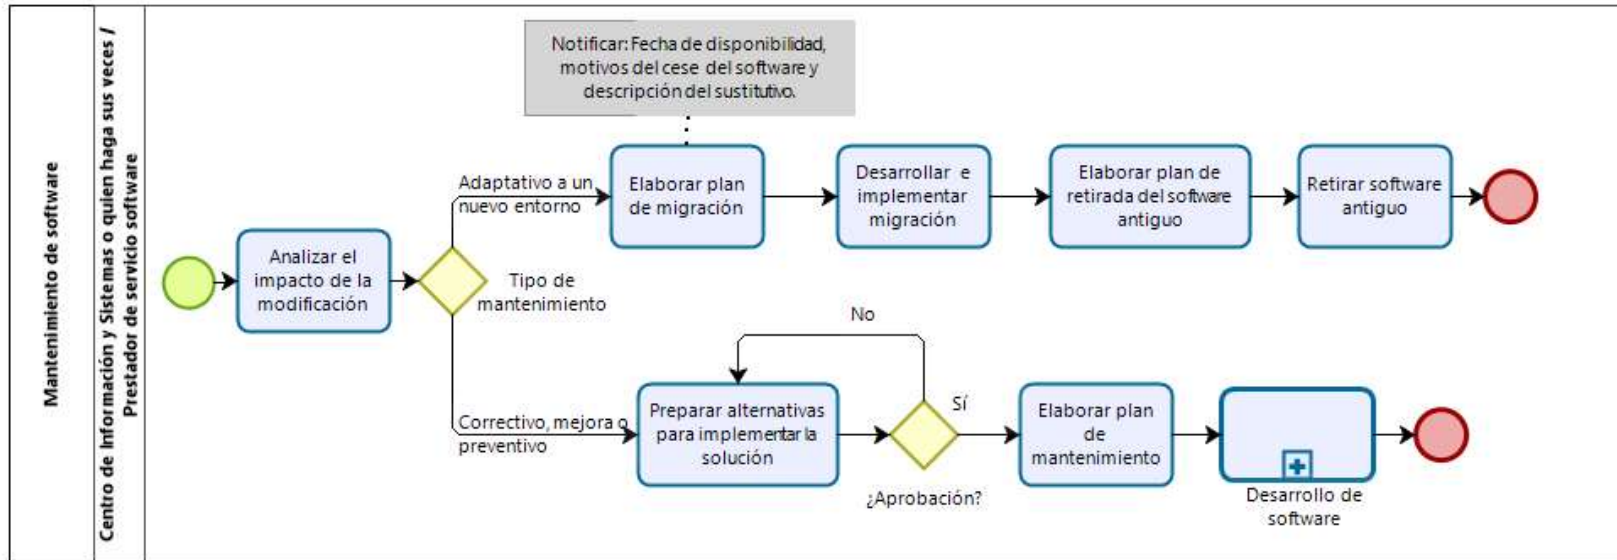 Mantenimiento de software
Centro de Información y Sistemas o quien haga sus veces /
Prestador de servicio software
Notificar: Fecha de disponibilidad,
motivos del cese del software y
descripción del sustitutivo.
Analizar el
impacto de la
modificación
Tipo de
mantenimiento
Adaptativo a un
nuevo entorno
Elaborar plan
de migración
Desarrollar e
implementar
migración
Elaborar plan de
retirada del software
antiguo
Retirar software
antiguo
Correctivo, mejora o
preventivo
Preparar alternativas
para implementar la
solución
No
Sí
¿Aprobación?
Elaborar plan
de
mantenimiento
Desarrollo de
software